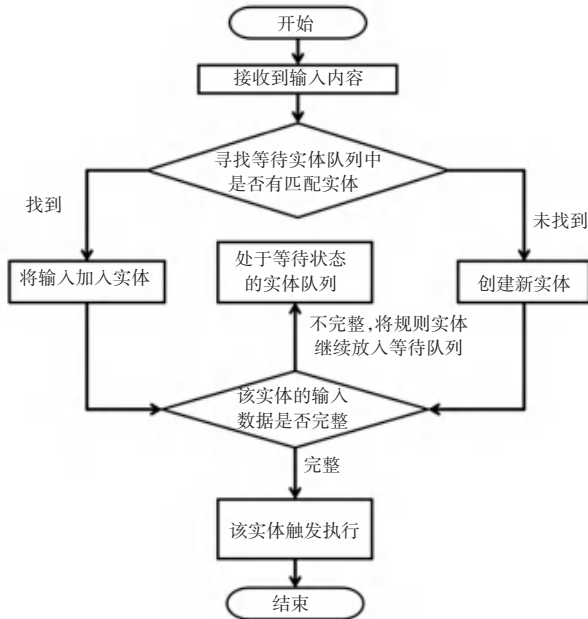 开始
接收到输入内容
寻找等待实体队列中
是否有匹配实体
找到
未找到
将输入加入实体
处于等待状态
的实体队列
创建新实体
不完整,将规则实体
继续放入等待队列
该实体的输入
数据是否完整
完整
该实体触发执行
结束